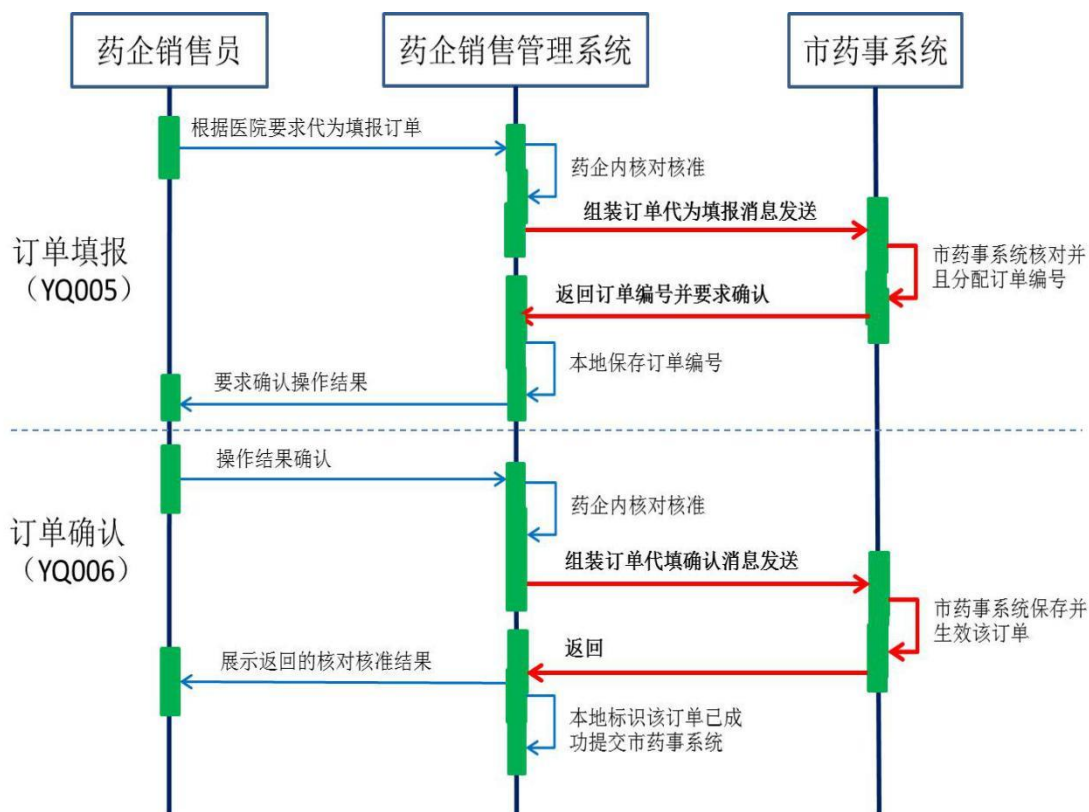 药企销售员
药企销售管理系统
市药事系统
根据医院要求代为填报订单
药企内核对核准
组装订单代为填报消息发送
订单填报
（YQ005）
市药事系统核对并
且分配订单编号
返回订单编号并要求确认
本地保存订单编号
要求确认操作结果
操作结果确认
药企内核对核准
订单确认
（YQ006）
组装订单代填确认消息发送
市药事系统保存并
生效该订单
返回
展示返回的核对核准结果
本地标识该订单已成
功提交市药事系统